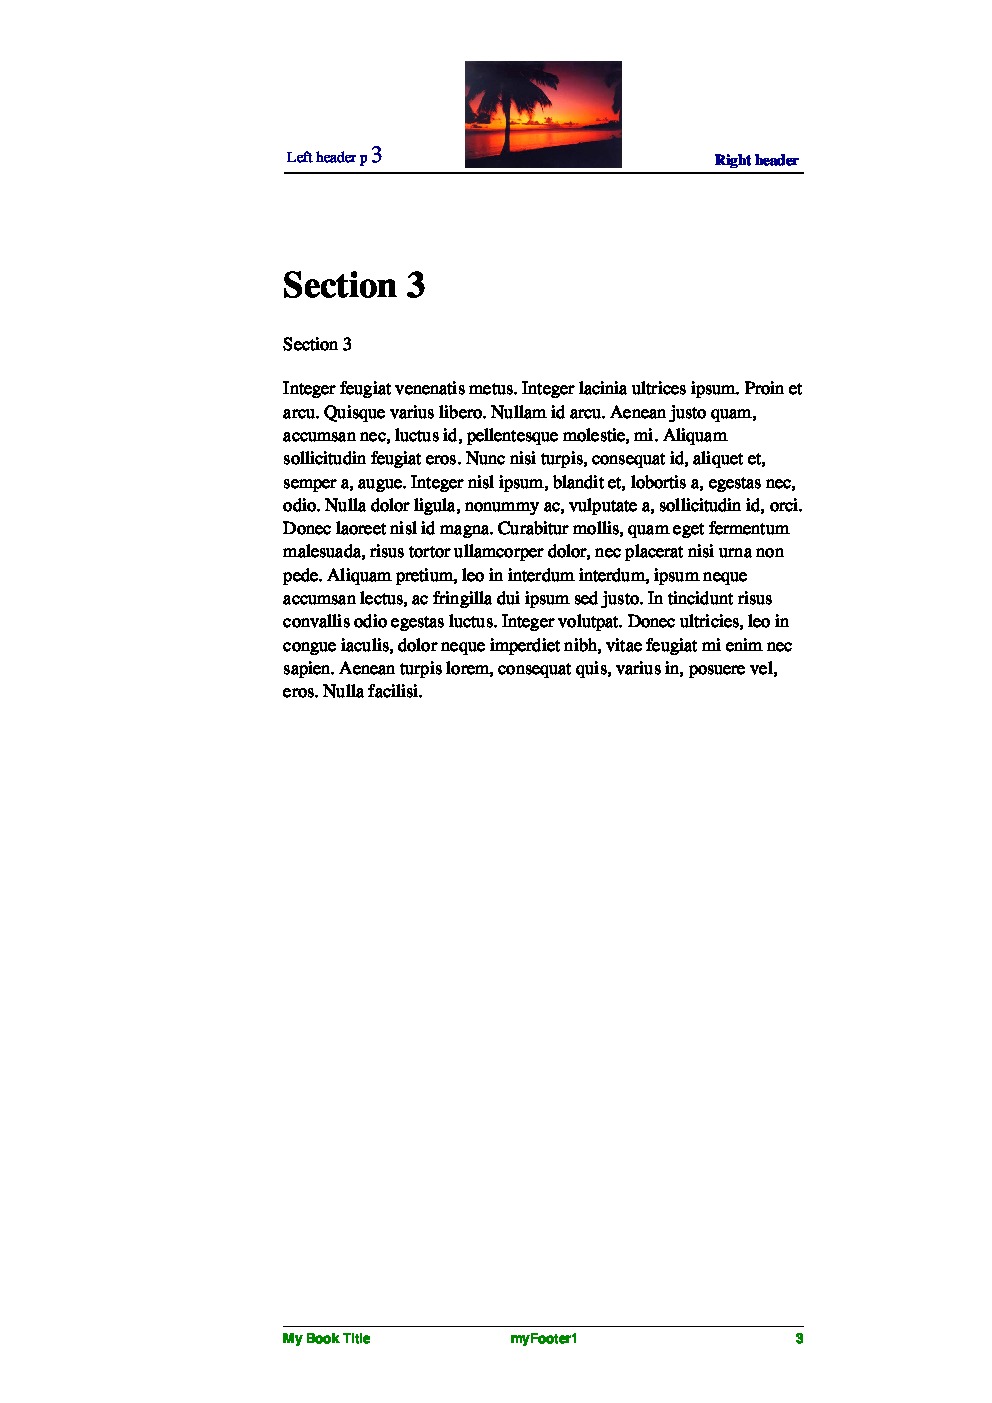 Left header p 3
Right header
Section 3
Section 3
Integer feugiat venenatis metus. Integer lacinia ultrices ipsum. Proin et
arcu. Quisque varius libero. Nullam id arcu. Aenean justo quam,
accumsan nec, luctus id, pellentesque molestie, mi. Aliquam
sollicitudin feugiat eros. Nunc nisi turpis, consequat id, aliquet et,
semper a, augue. Integer nisl ipsum, blandit et, lobortis a, egestas nec,
odio. Nulla dolor ligula, nonummy ac, vulputate a, sollicitudin id, orci.
Donec laoreet nisl id magna. Curabitur mollis, quam eget fermentum
malesuada, risus tortor ullamcorper dolor, nec placerat nisi urna non
pede. Aliquam pretium, leo in interdum interdum, ipsum neque
accumsan lectus, ac fringilla dui ipsum sed justo. In tincidunt risus
convallis odio egestas luctus. Integer volutpat. Donec ultricies, leo in
congue iaculis, dolor neque imperdiet nibh, vitae feugiat mi enim nec
sapien. Aenean turpis lorem, consequat quis, varius in, posuere vel,
eros. Nulla facilisi.
My Book Title
myFooter1
3